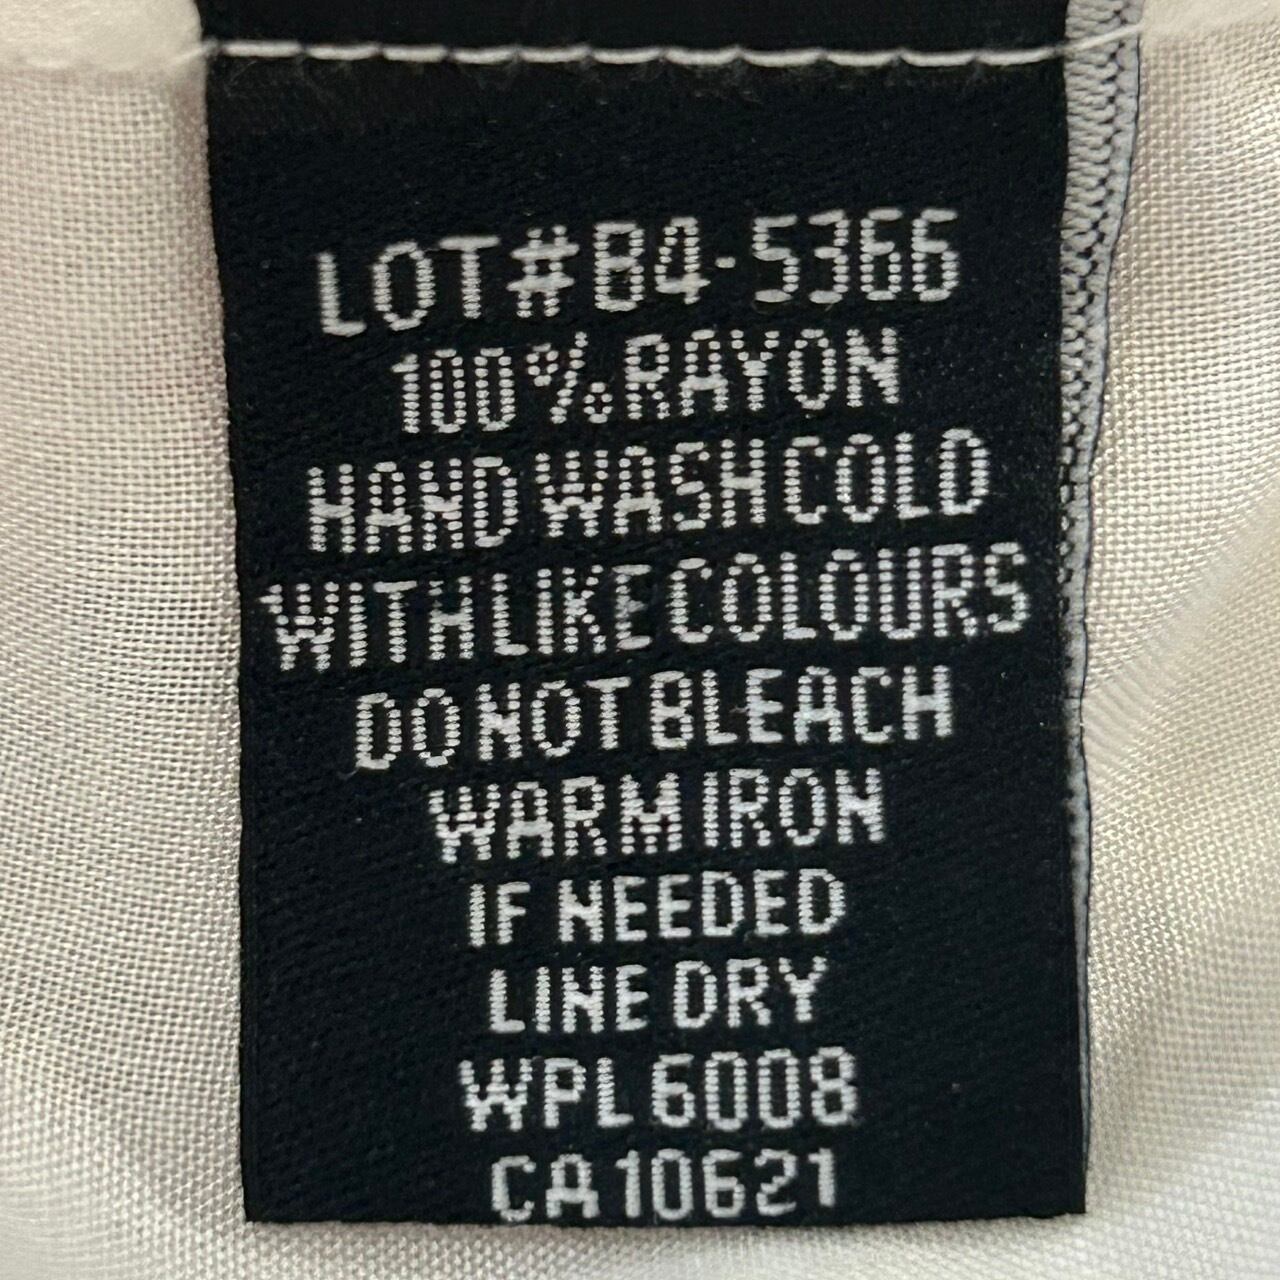 LOT#84-5366
100%RAYON
HAND WASH COLD
WITH LIKE COLOURS
DO NOT BLEACH
WARM IRON
IF NEEDED
LINE DRY
WPL 6008
CA 10621